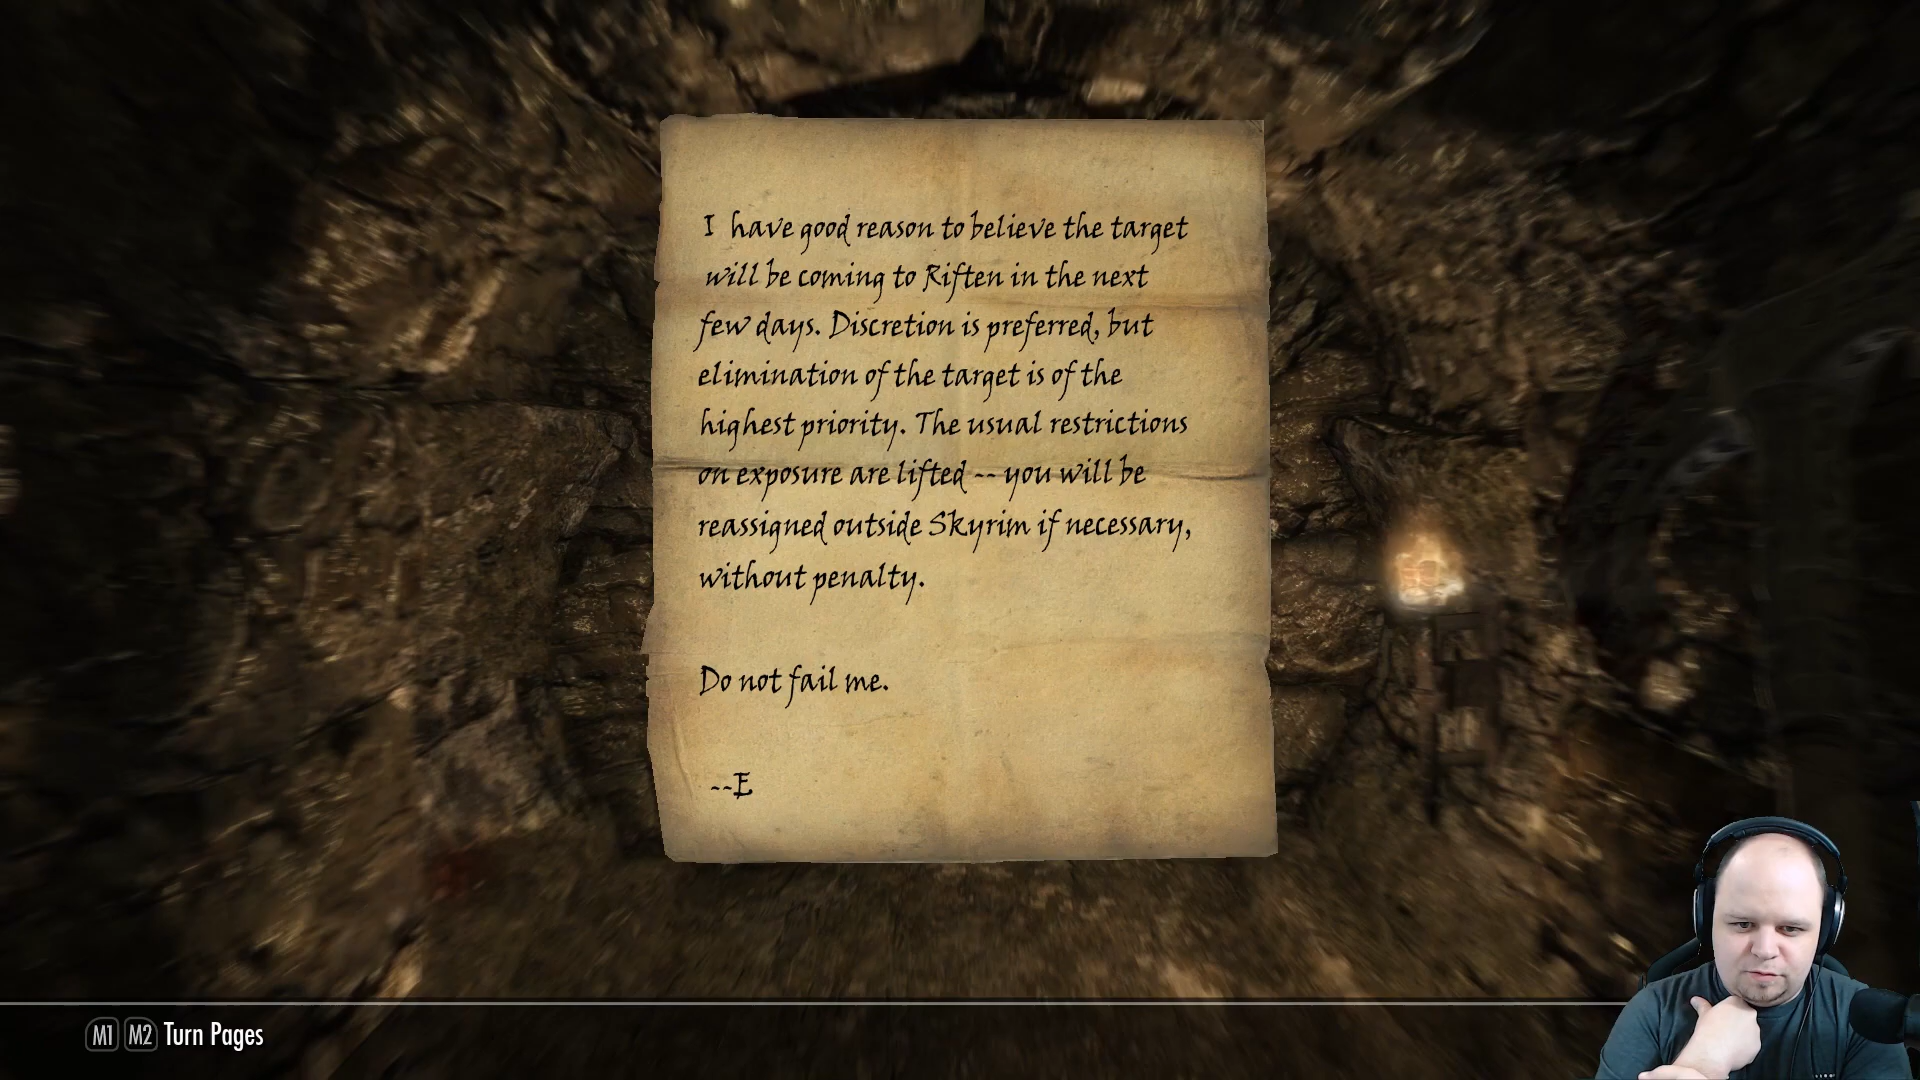 I have good reason to believe the target
will be coming to Riften in the next
few days. Discretion is preferred, but
elimination of the target is of the
highest priority. The usual restrictions
on exposure are lifted -- you will be
reassigned outside Skyrim if necessary,
without penalty.
Do not fail me.
--E
M1 M2 Turn Pages